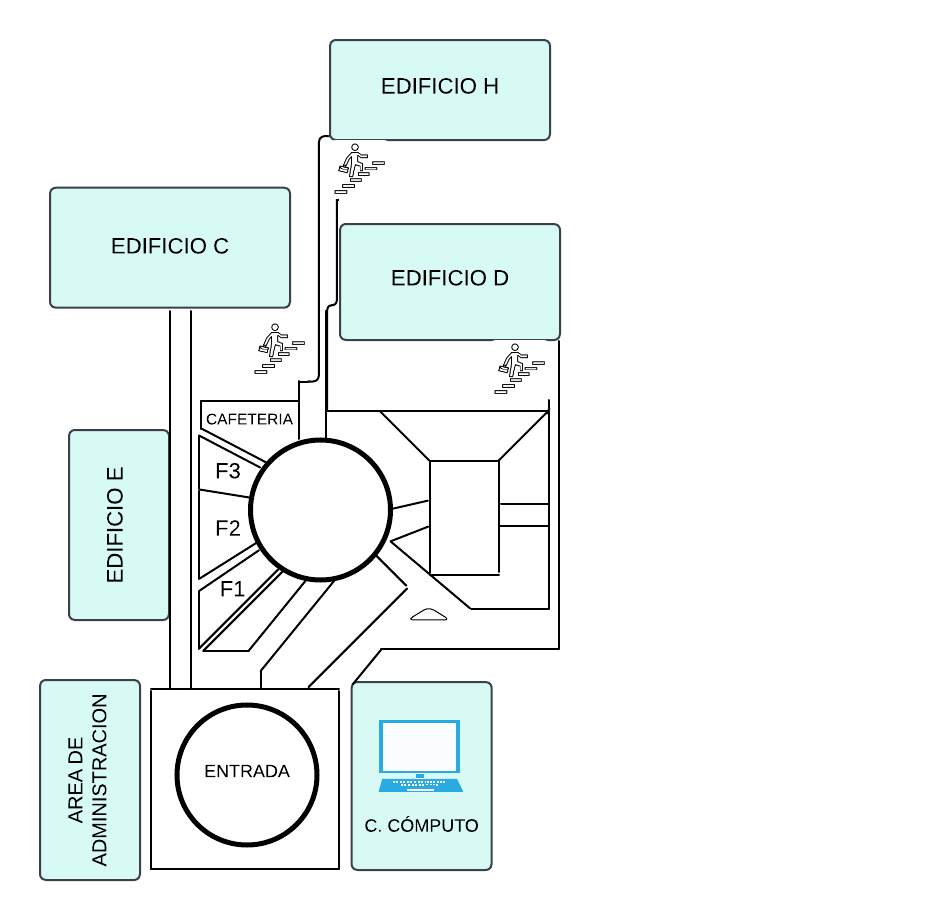 EDIFICIO H
EDIFICIO C
EDIFICIO D
CAFETERIA
F3
EDIFICIO E
F2
F1
AREA DE
ADMINISTRACION
ENTRADA
C. CÓMPUTO